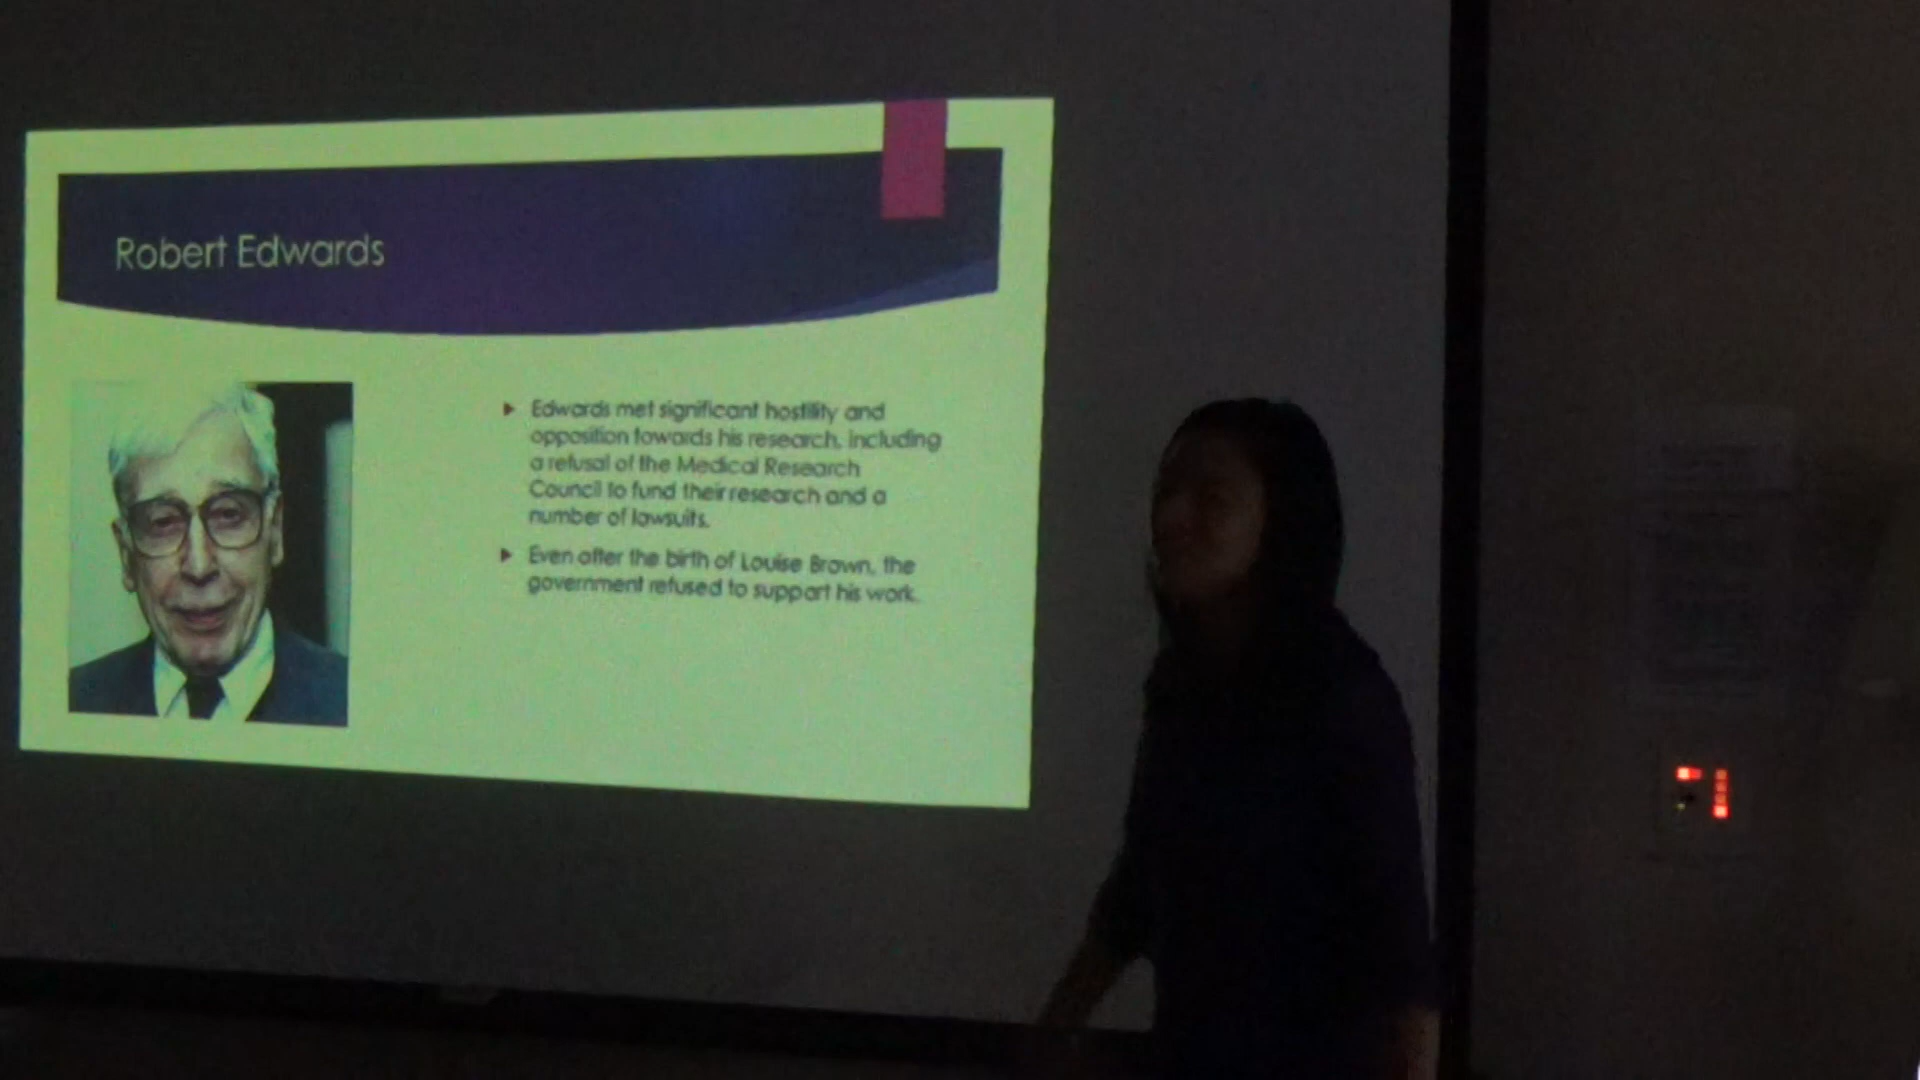 Robert Edwards
Edwards met significant hostility and
opposition towards his research, including
a refusal of the Medical Research
Council to fund their research and a
number of lawsuits.
Even after the birth of Louise Brown, the
government refused to support his work.